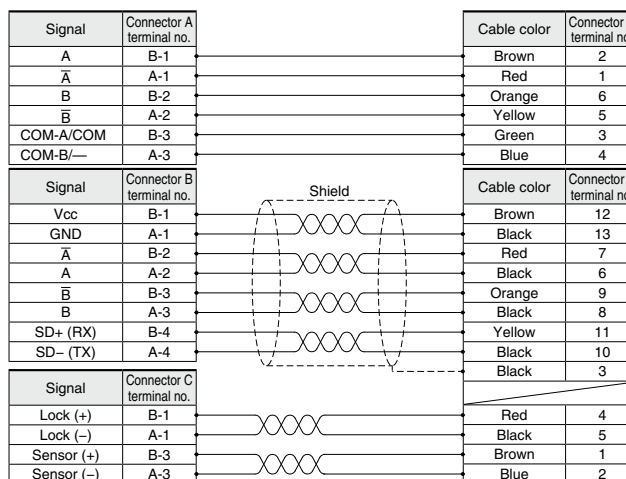 Signal Connector A terminal no. Cable color Connector terminal no
A B-1 Brown 2
A̅ A-1 Red 1
B B-2 Orange 6
B̅ A-2 Yellow 5
COM-A/COM B-3 Green 3
COM-B/— A-3 Blue 4
Signal Connector B terminal no. Shield Cable color Connector terminal no
Vcc B-1 Brown 12
GND A-1 Black 13
A̅ B-2 Red 7
A A-2 Black 6
B̅ B-3 Orange 9
B A-3 Black 8
SD+ (RX) B-4 Yellow 11
SD− (TX) A-4 Black 10
Black 3
Signal Connector C terminal no.
Lock (+) B-1 Red 4
Lock (−) A-1 Black 5
Sensor (+) B-3 Brown 1
Sensor (−) A-3 Blue 2